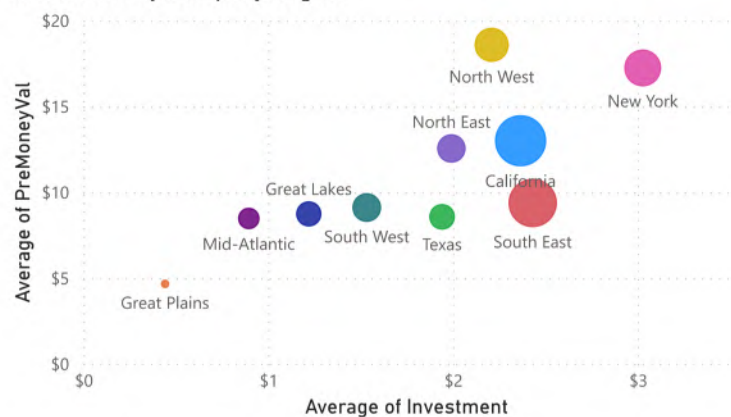 $20
North West
New York
$15
North East
California
$10
Great Lakes
Mid-Atlantic
South West
Texas
South East
$5
Great Plains
$0
$0 $1 $2 $3
Average of PreMoneyVal
Average of Investment